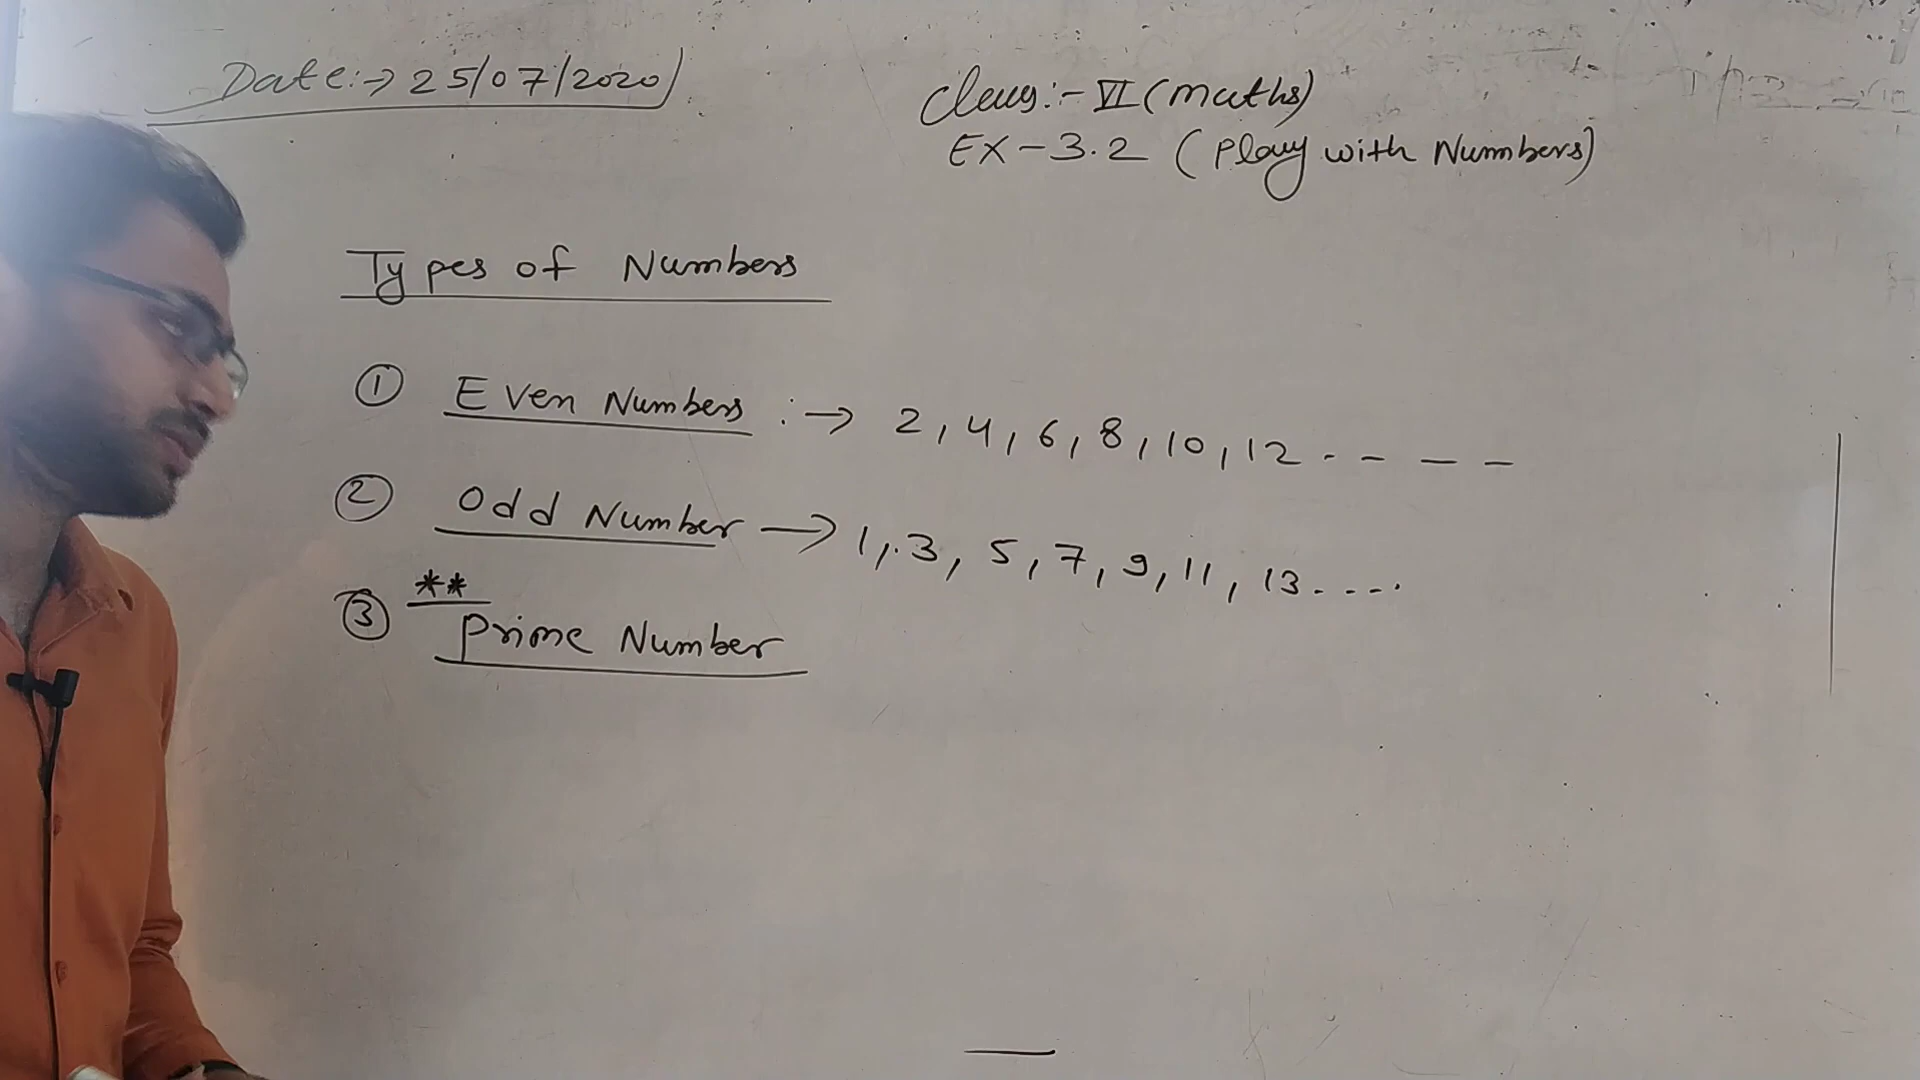 Date:→ 25/07/2020
Class:- VI (maths)
EX-3.2 (Play with Numbers)
Types of Numbers
① Even Numbers :→ 2, 4, 6, 8, 10, 12 - - - -
② Odd Number → 1, 3, 5, 7, 9, 11, 13.....
**
③ Prime Number